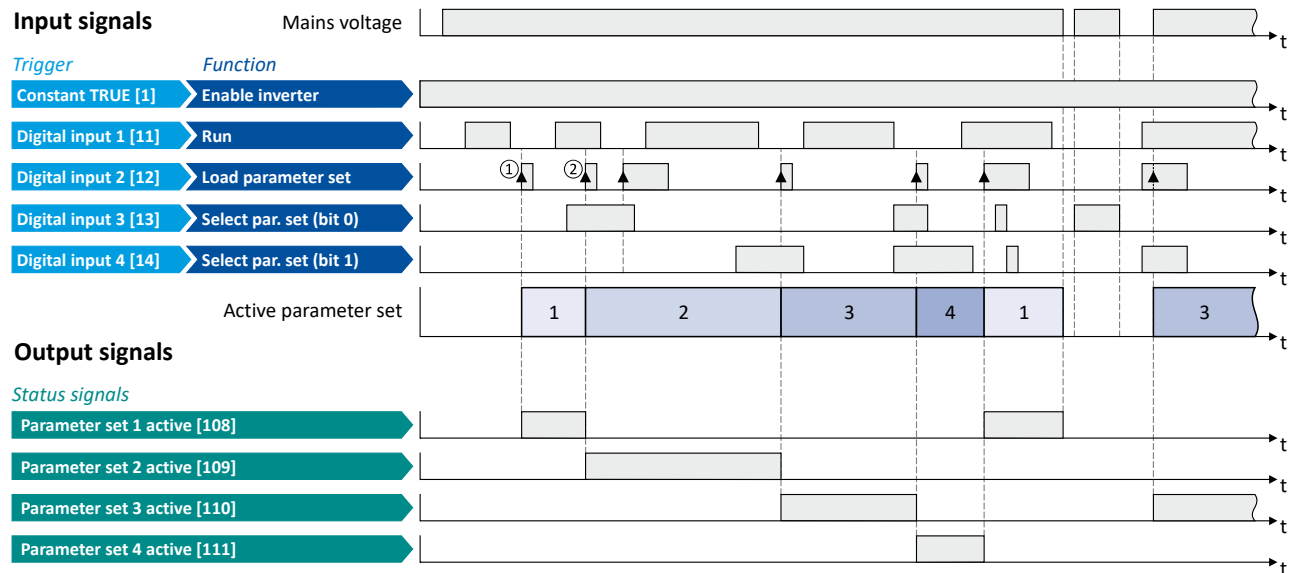 Input signals
Mains voltage
t
Trigger Function
Constant TRUE [1] Enable inverter
t
Digital input 1 [11] Run
t
Digital input 2 [12] Load parameter set
① ②
t
Digital input 3 [13] Select par. set (bit 0)
t
Digital input 4 [14] Select par. set (bit 1)
t
Active parameter set
1 2 3 4 1 3
t
Output signals
Status signals
Parameter set 1 active [108]
t
Parameter set 2 active [109]
t
Parameter set 3 active [110]
t
Parameter set 4 active [111]
t